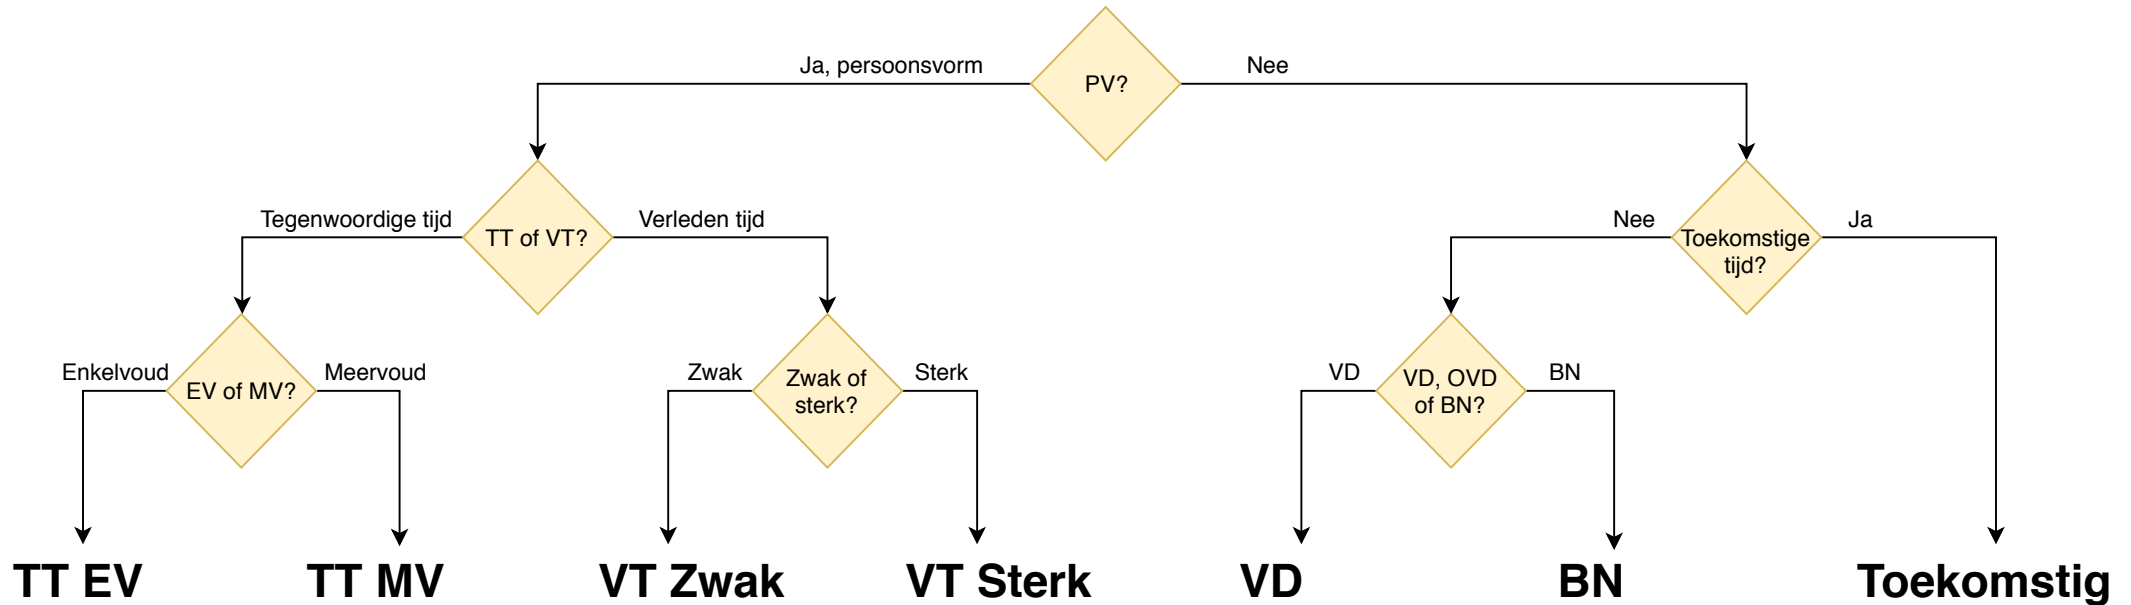 Ja, persoonsvorm
PV?
Nee
Tegenwoordige tijd
TT of VT?
Verleden tijd
Nee
Toekomstige
tijd?
Ja
Enkelvoud
EV of MV?
Meervoud
Zwak
Zwak of
sterk?
Sterk
VD
VD, OVD
of BN?
BN
TT EV
TT MV
VT Zwak
VT Sterk
VD
BN
Toekomstig